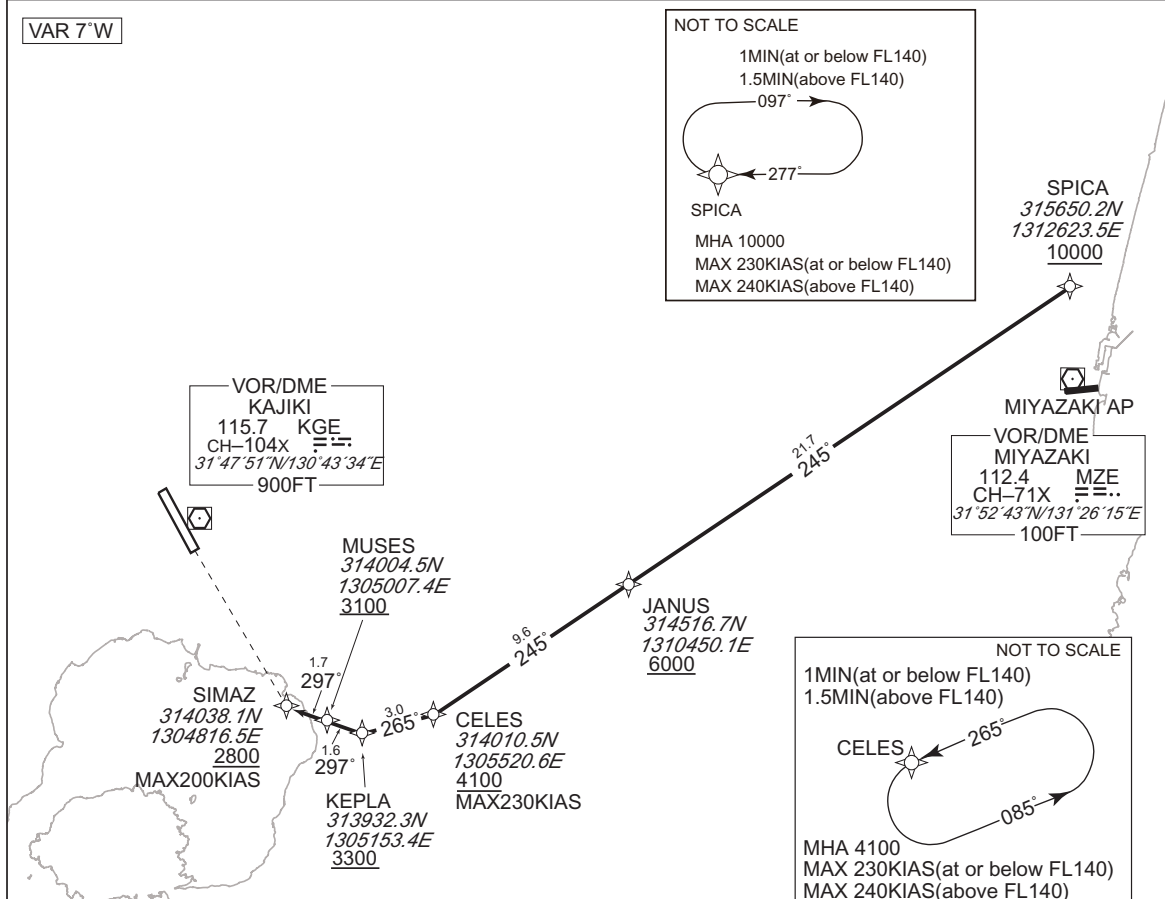 VAR 7°W
NOT TO SCALE
1MIN(at or below FL140)
1.5MIN(above FL140)
097°
277°
SPICA
MHA 10000
MAX 230KIAS(at or below FL140)
MAX 240KIAS(above FL140)
SPICA
315650.2N
1312623.5E
10000
MIYAZAKI AP
VOR/DME
MIYAZAKI
112.4 MZE
CH–71X
31°52′43″N/131°26′15″E
100FT
VOR/DME
KAJIKI
115.7 KGE
CH–104X
31°47′51″N/130°43′34″E
900FT
21.7
245°
JANUS
314516.7N
1310450.1E
6000
9.6
245°
MUSES
314004.5N
1305007.4E
3100
CELES
314010.5N
1305520.6E
4100
MAX230KIAS
3.0
265°
1.7
297°
1.6
297°
SIMAZ
314038.1N
1304816.5E
2800
MAX200KIAS
KEPLA
313932.3N
1305153.4E
3300
NOT TO SCALE
1MIN(at or below FL140)
1.5MIN(above FL140)
CELES
265°
085°
MHA 4100
MAX 230KIAS(at or below FL140)
MAX 240KIAS(above FL140)